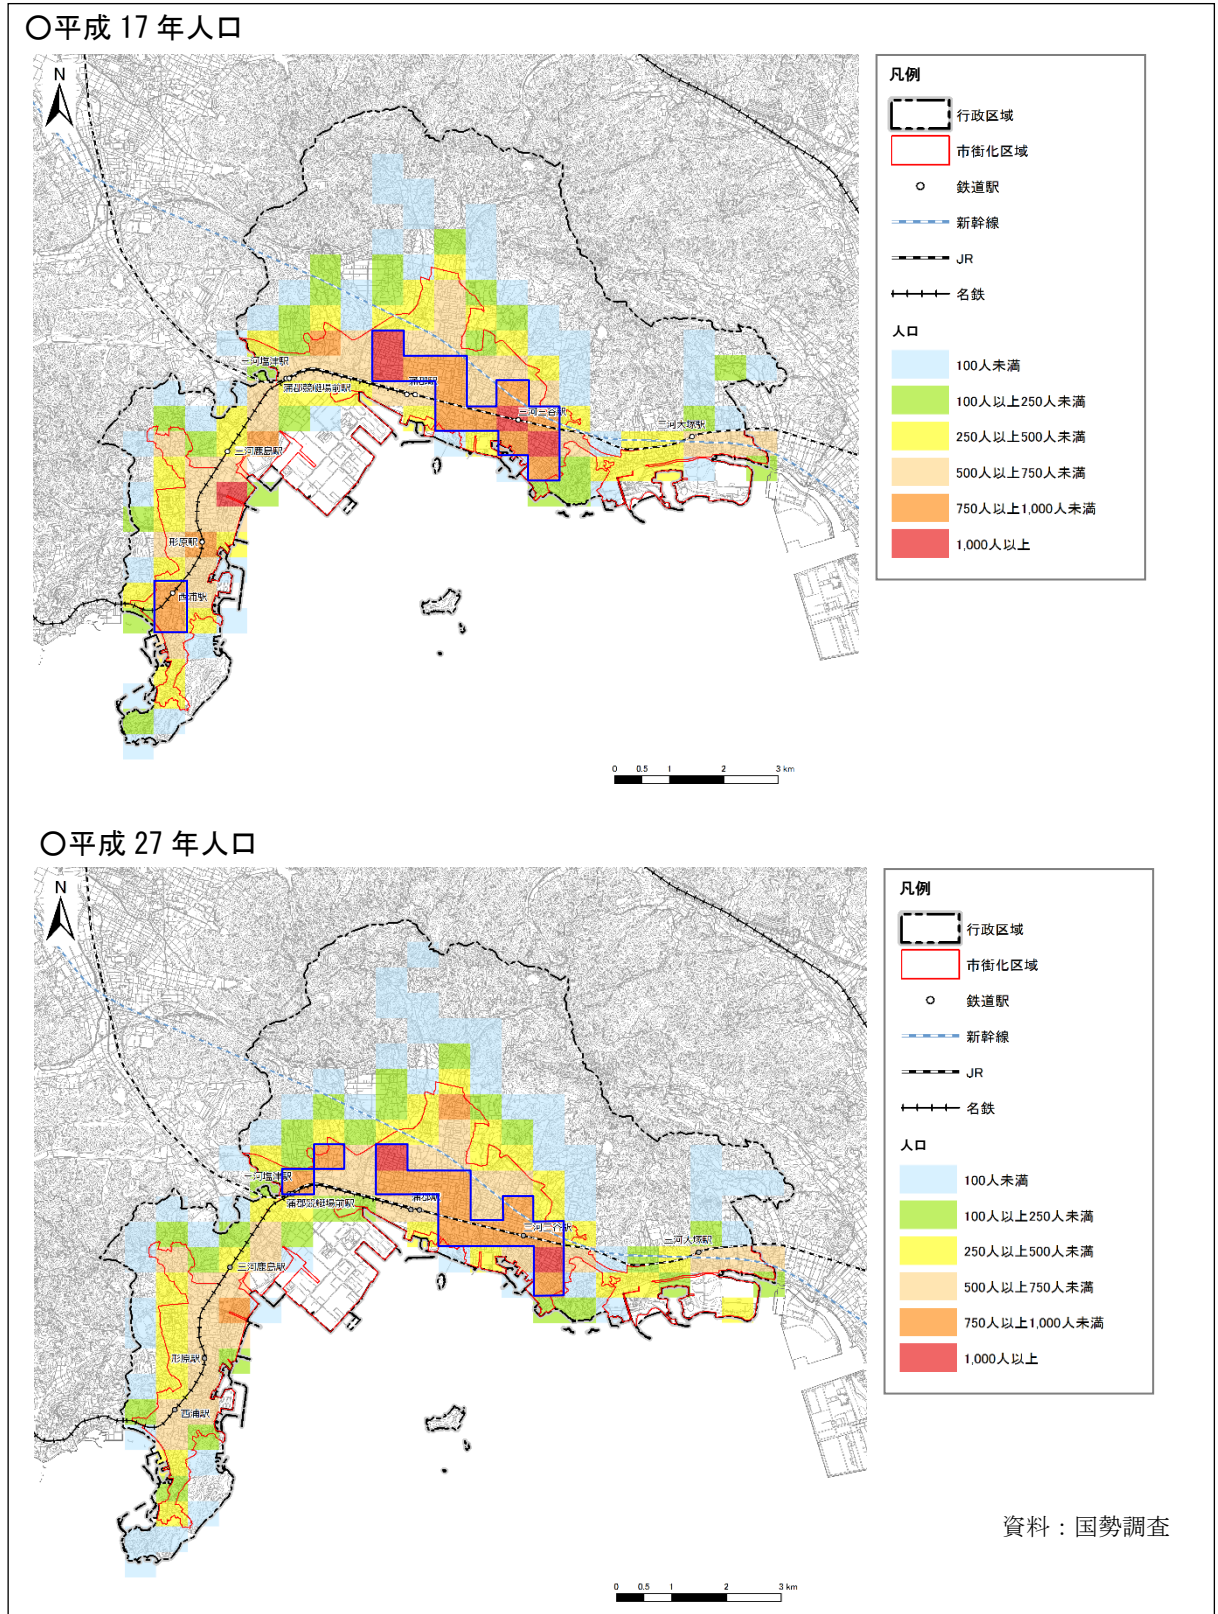 〇平成 17 年人口
N
三河塩津駅
蒲郡競艇場前駅
蒲郡駅
三河三谷駅
三河大塚駅
三河鹿島駅
形原駅
西浦駅
0 0.5 1 2 3 km
凡例
行政区域
市街化区域
鉄道駅
新幹線
JR
名鉄
人口
100人未満
100人以上250人未満
250人以上500人未満
500人以上750人未満
750人以上1,000人未満
1,000人以上
〇平成 27 年人口
N
三河塩津駅
蒲郡競艇場前駅
蒲郡駅
三河三谷駅
三河大塚駅
三河鹿島駅
形原駅
西浦駅
0 0.5 1 2 3 km
凡例
行政区域
市街化区域
鉄道駅
新幹線
JR
名鉄
人口
100人未満
100人以上250人未満
250人以上500人未満
500人以上750人未満
750人以上1,000人未満
1,000人以上
資料：国勢調査